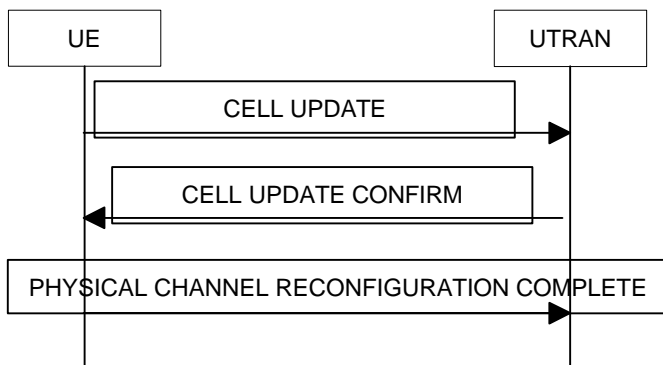 UE
UTRAN
CELL UPDATE
CELL UPDATE CONFIRM
PHYSICAL CHANNEL RECONFIGURATION COMPLETE